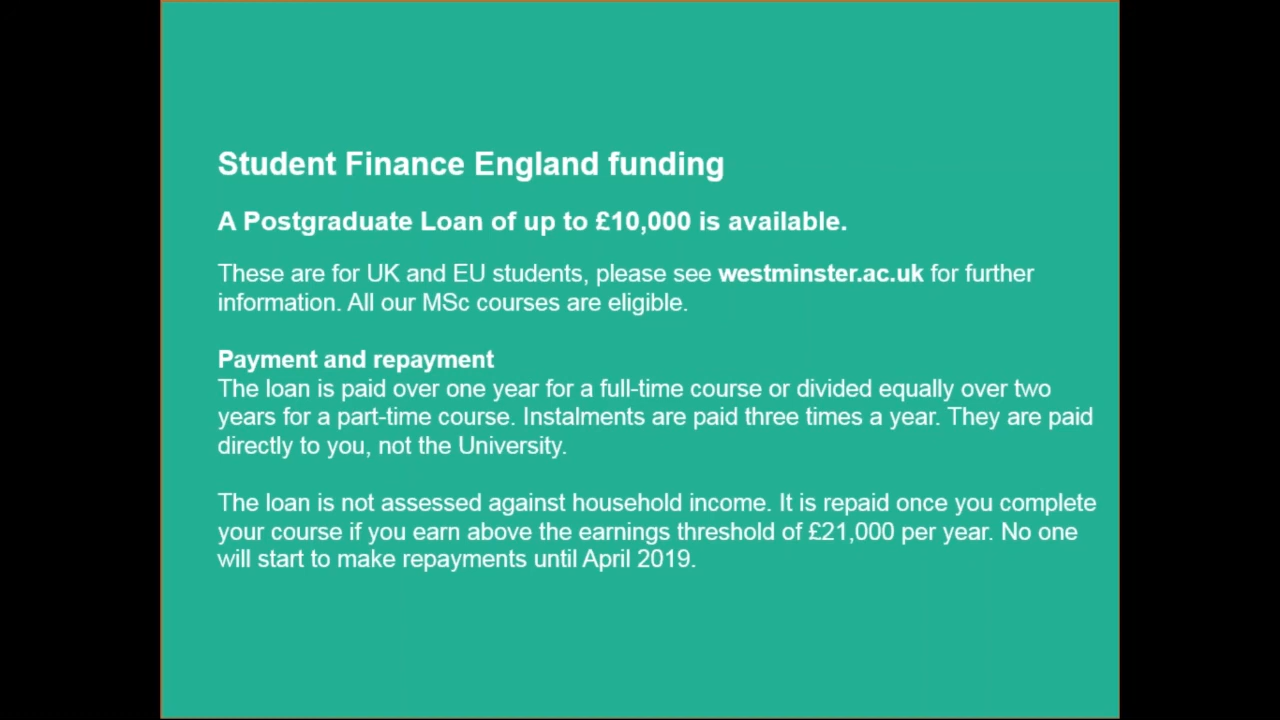 Student Finance England funding
A Postgraduate Loan of up to £10,000 is available.
These are for UK and EU students, please see westminster.ac.uk for further
information. All our MSc courses are eligible.
Payment and repayment
The loan is paid over one year for a full-time course or divided equally over two
years for a part-time course. Instalments are paid three times a year. They are paid
directly to you, not the University.
The loan is not assessed against household income. It is repaid once you complete
your course if you earn above the earnings threshold of £21,000 per year. No one
will start to make repayments until April 2019.